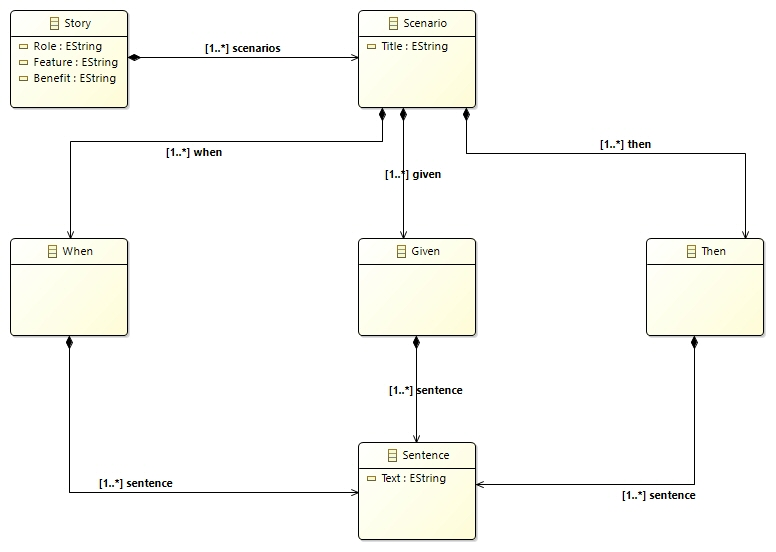 Story
Role : EString
Feature : EString
Benefit : EString
[1..*] scenarios
Scenario
Title : EString
[1..*] when
[1..*] given
[1..*] then
When
Given
Then
[1..*] sentence
[1..*] sentence
[1..*] sentence
Sentence
Text : EString